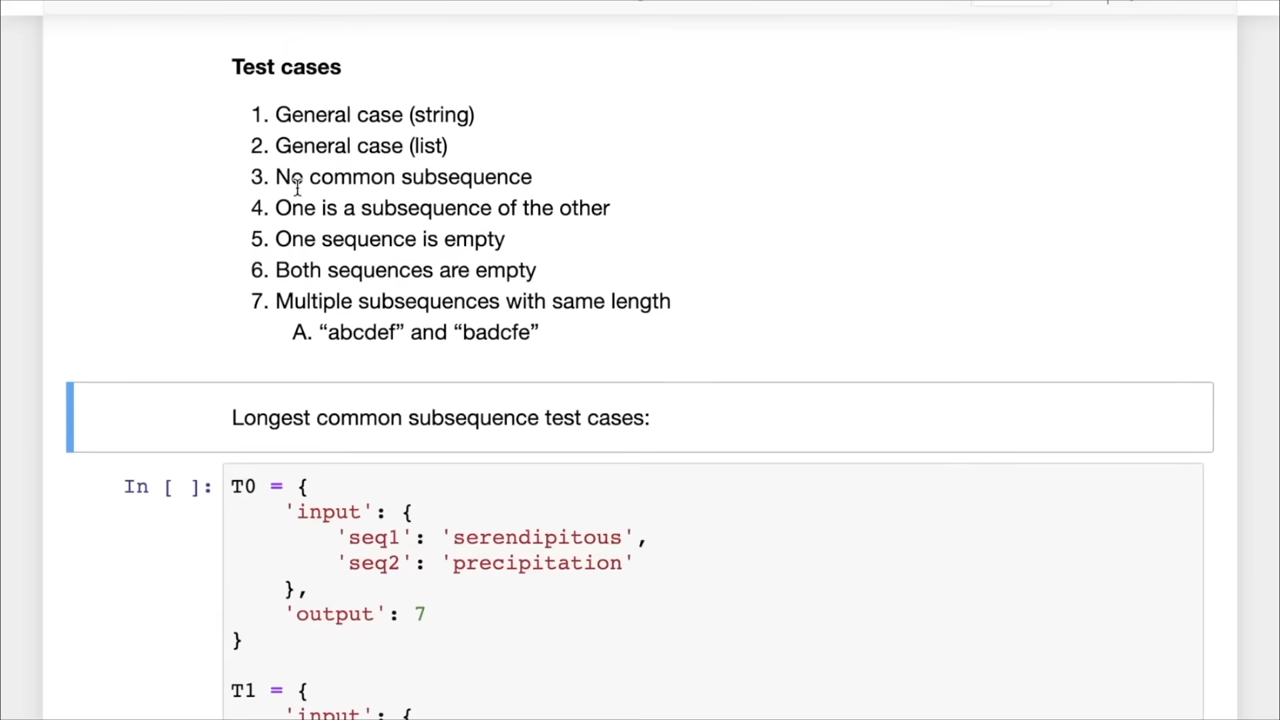 Test cases
1. General case (string)
2. General case (list)
3. No common subsequence
4. One is a subsequence of the other
5. One sequence is empty
6. Both sequences are empty
7. Multiple subsequences with same length
A. “abcdef” and “badcfe”
Longest common subsequence test cases:
In [ ]: T0 = {
'input': {
'seq1': 'serendipitous',
'seq2': 'precipitation'
},
'output': 7
}
T1 = {
'input': {